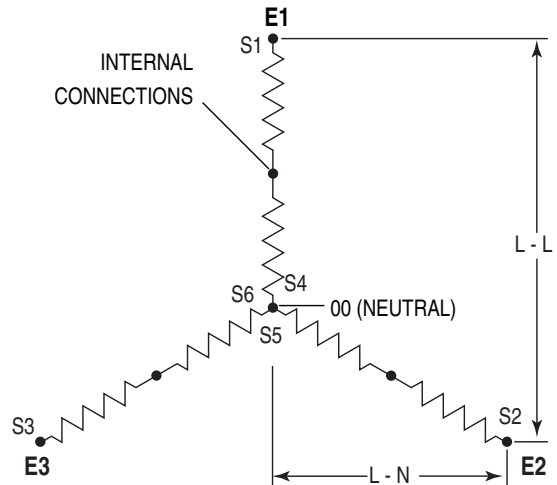 E1
S1
INTERNAL
CONNECTIONS
L - L
S4
S6
00 (NEUTRAL)
S5
S3
S2
E3
E2
L - N